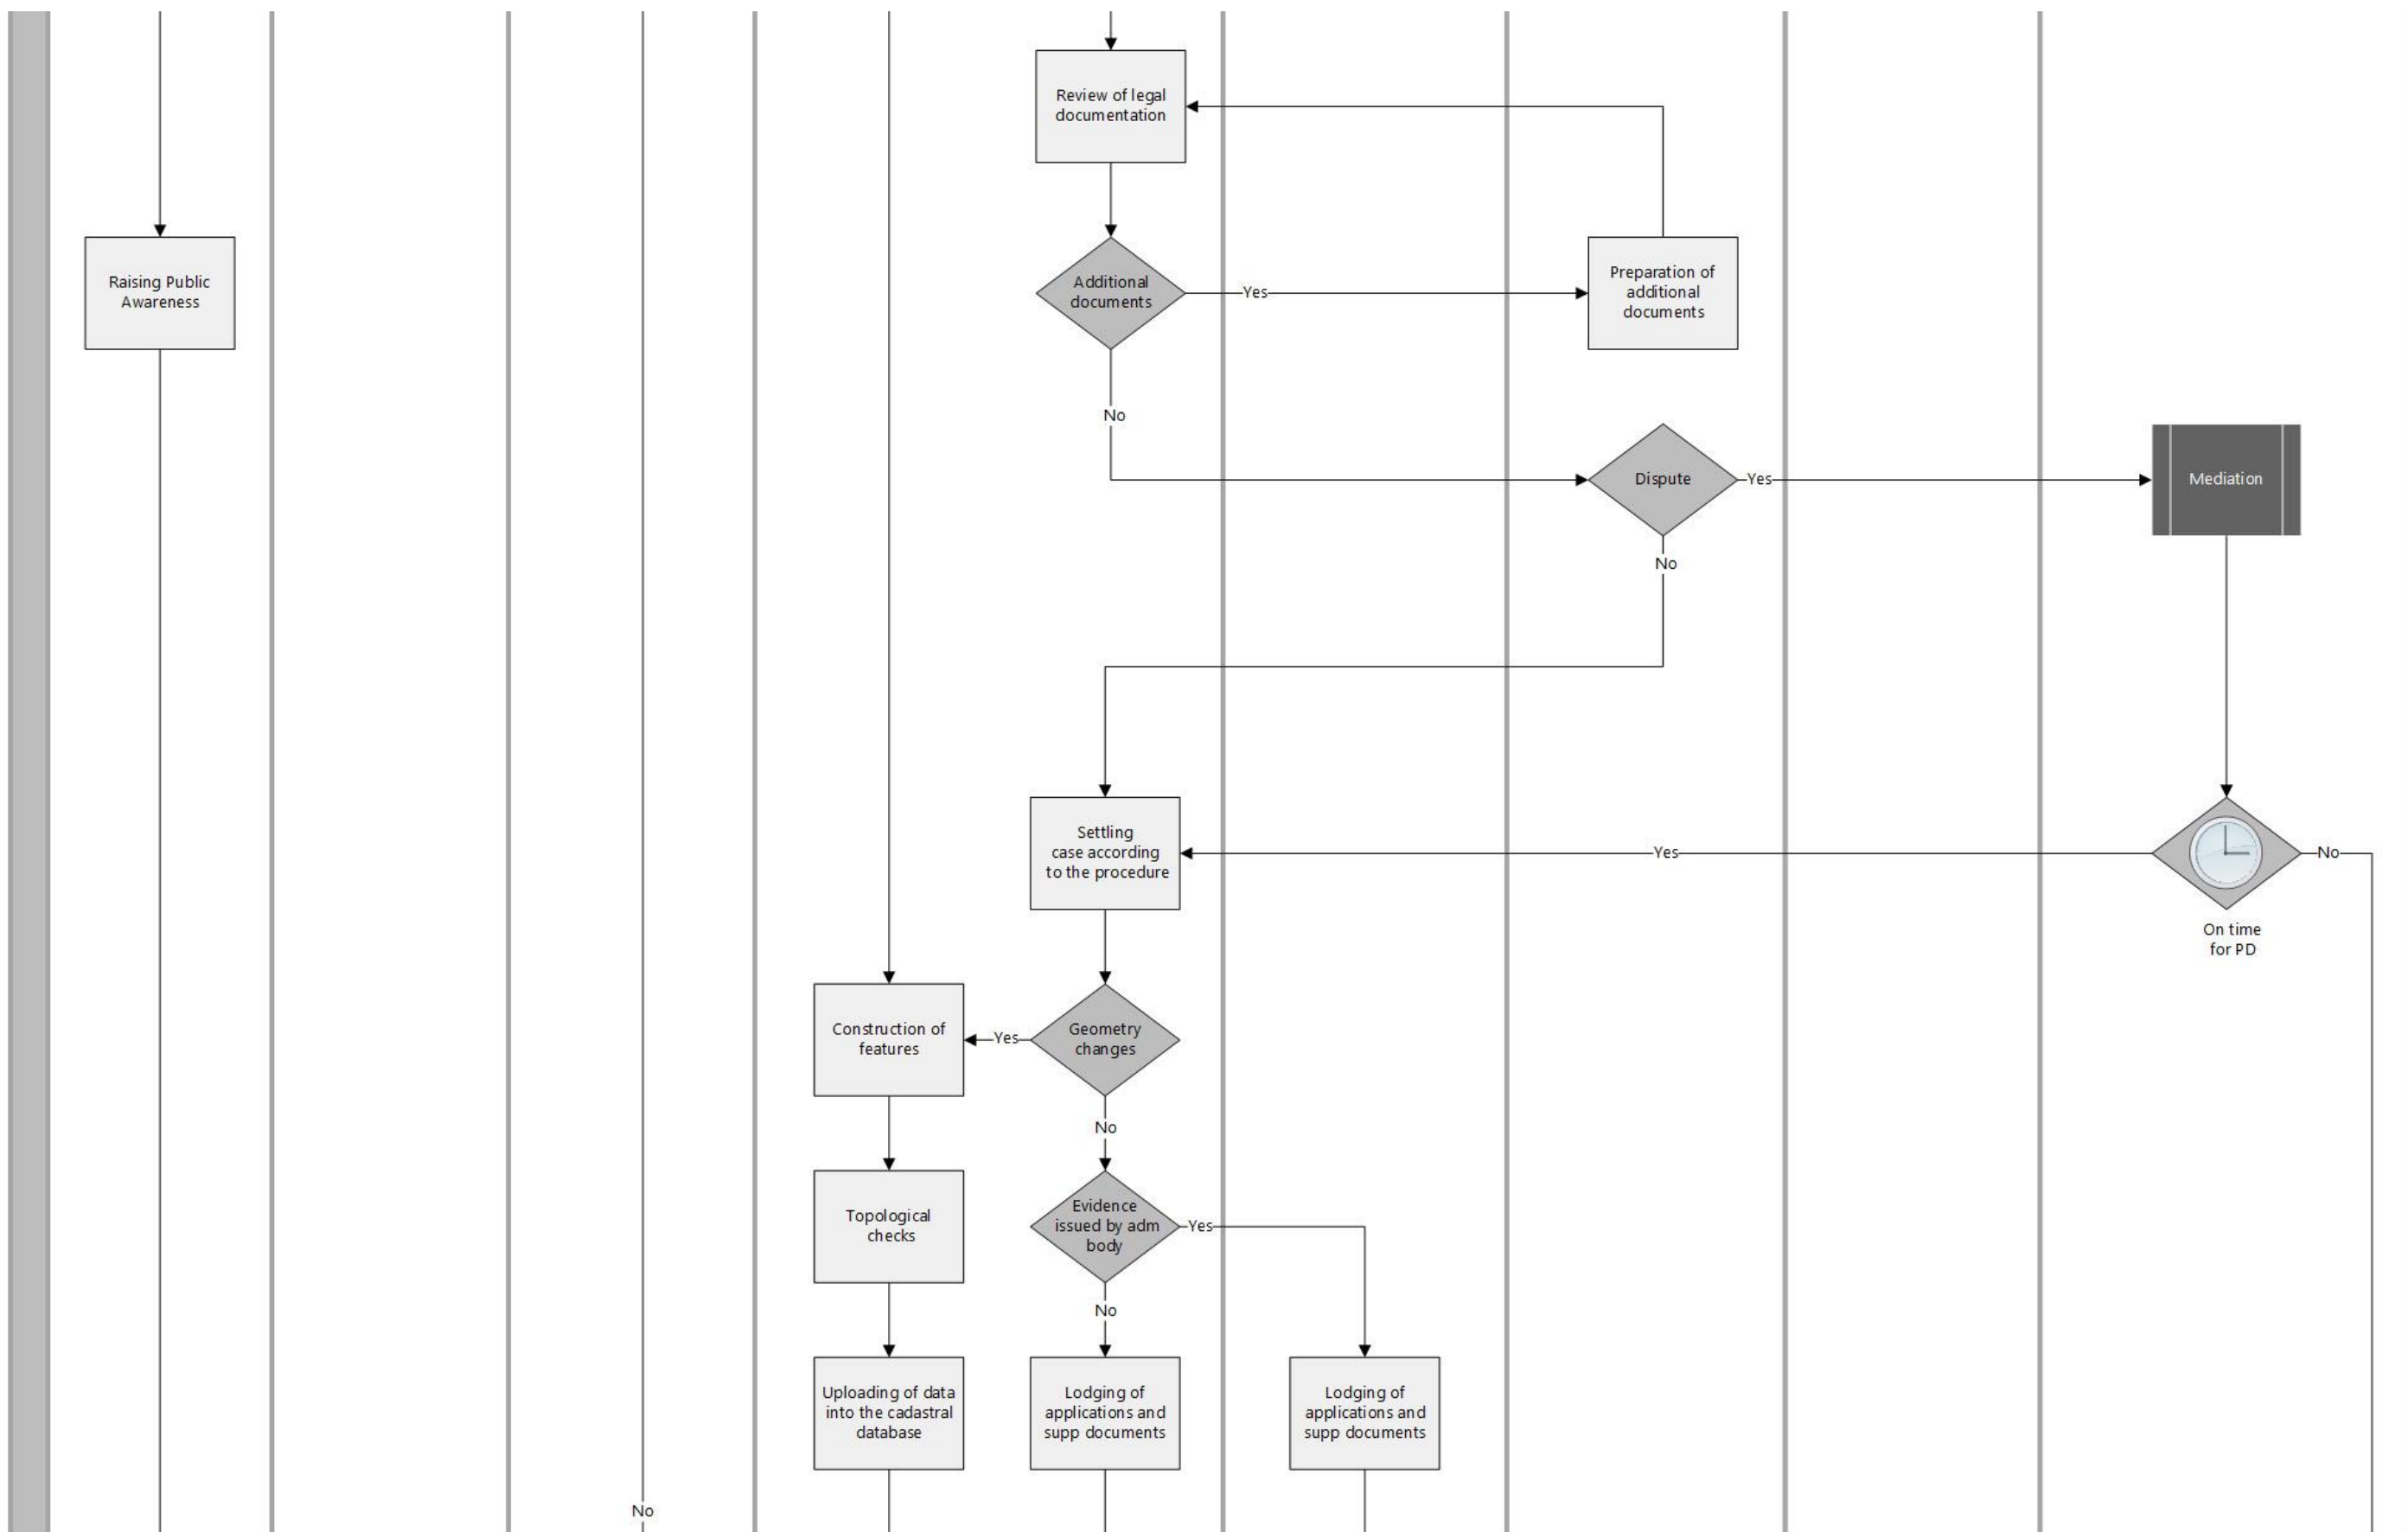 Review of legal
documentation
Raising Public
Awareness
Additional
documents
Yes
Preparation of
additional
documents
No
Dispute
Yes
Mediation
No
Settling
case according
to the procedure
Yes
No
On time
for PD
Construction of
features
Yes
Geometry
changes
No
Topological
checks
Evidence
issued by adm
body
Yes
No
Uploading of data
into the cadastral
database
Lodging of
applications and
supp documents
Lodging of
applications and
supp documents
No